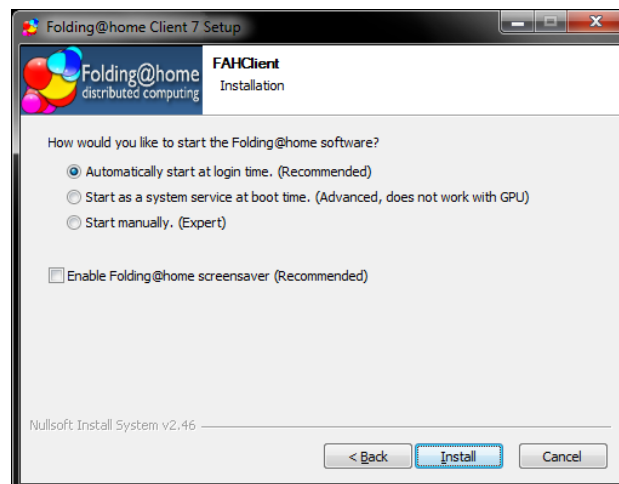 Folding@home Client 7 Setup
Folding@home
distributed computing
FAHClient
Installation
How would you like to start the Folding@home software?
Automatically start at login time. (Recommended)
Start as a system service at boot time. (Advanced, does not work with GPU)
Start manually. (Expert)
Enable Folding@home screensaver (Recommended)
Nullsoft Install System v2.46
< Back
Install
Cancel